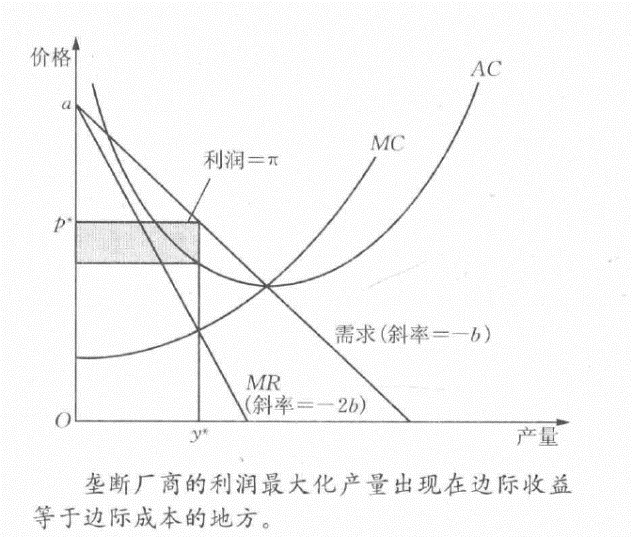 价格
AC
MC
a
利润=π
p*
需求(斜率=-b)
MR
(斜率=-2b)
O
y*
产量
垄断厂商的利润最大化产量出现在边际收益
等于边际成本的地方。